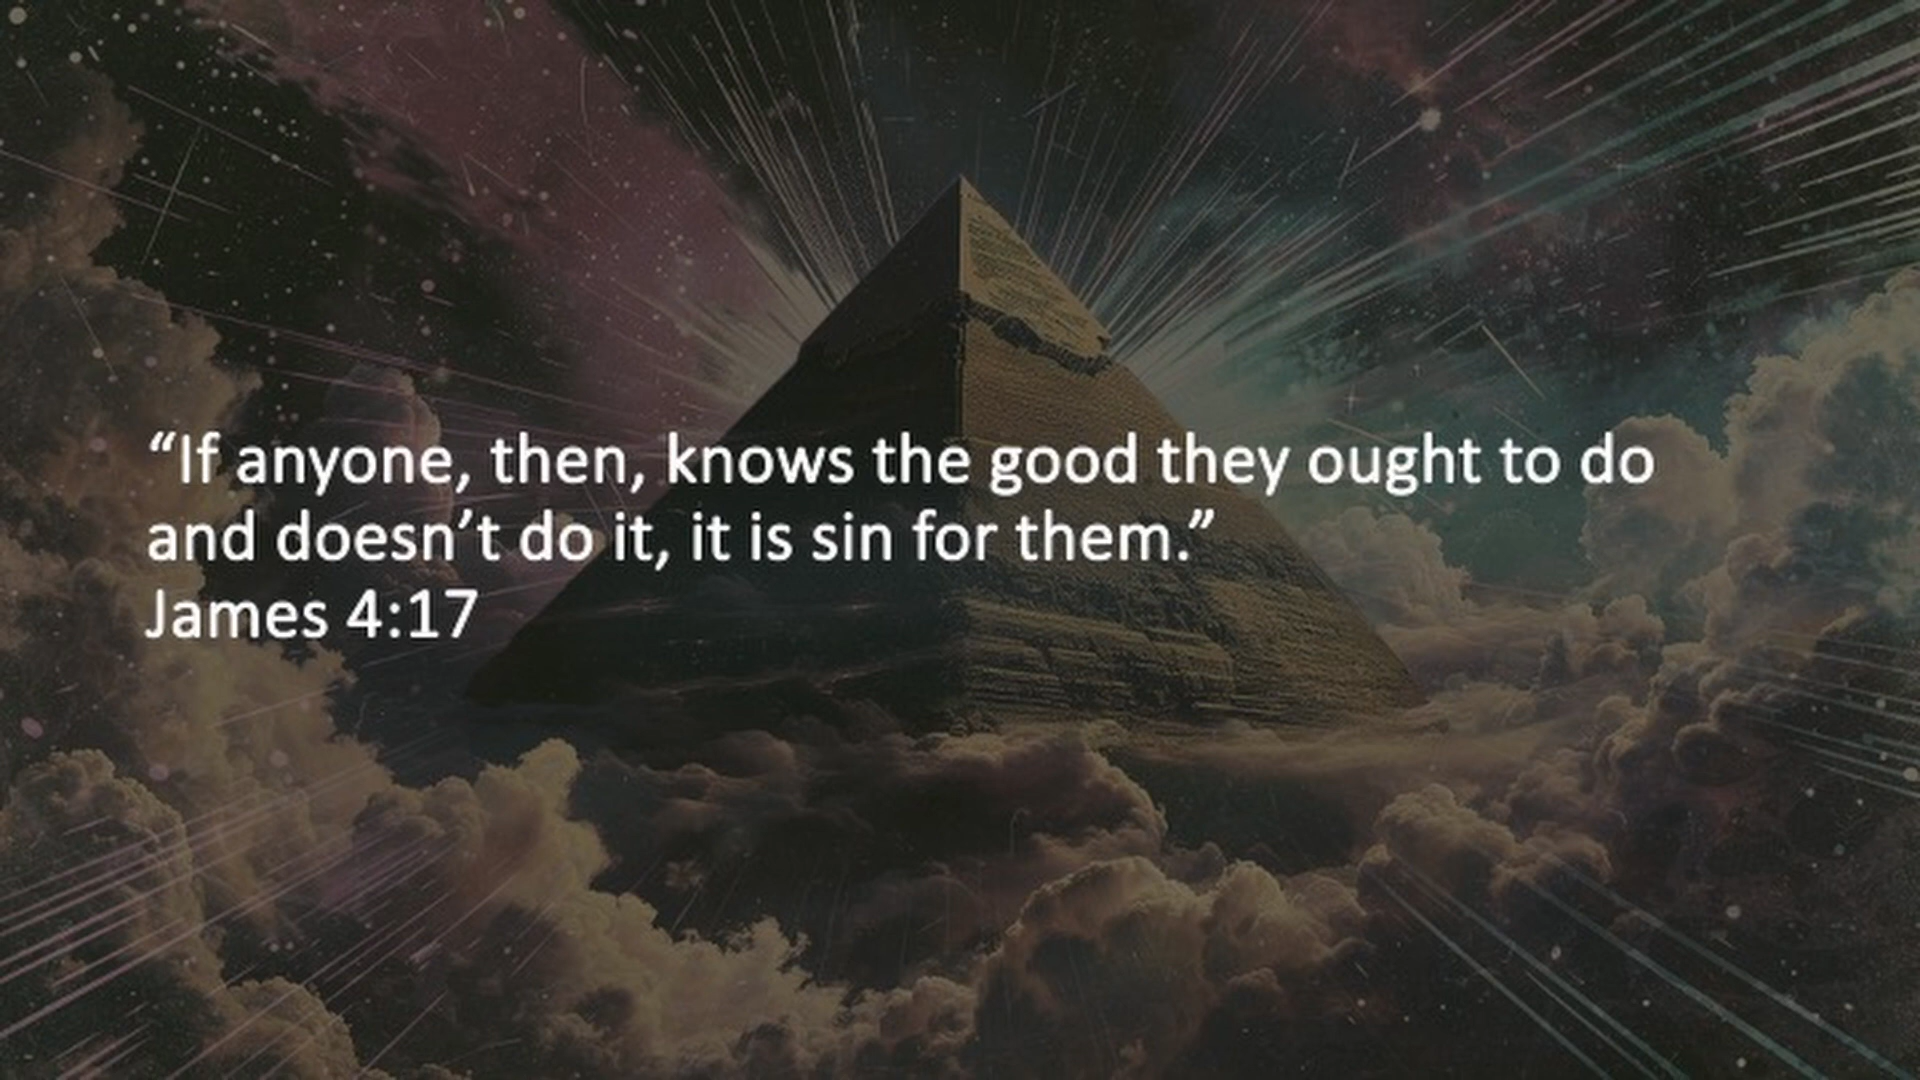 “If anyone, then, knows the good they ought to do
and doesn’t do it, it is sin for them.”
James 4:17